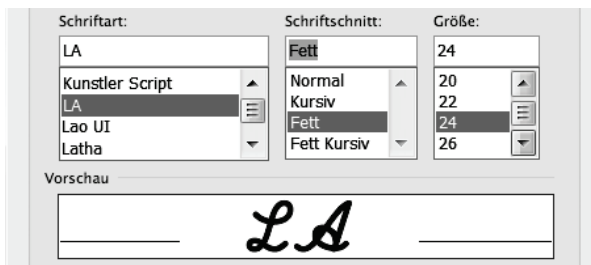 Schriftart: Schriftschnitt: Größe:
LA Fett 24
Kunstler Script Normal 20
LA Kursiv 22
Lao UI Fett 24
Latha Fett Kursiv 26
Vorschau
LA